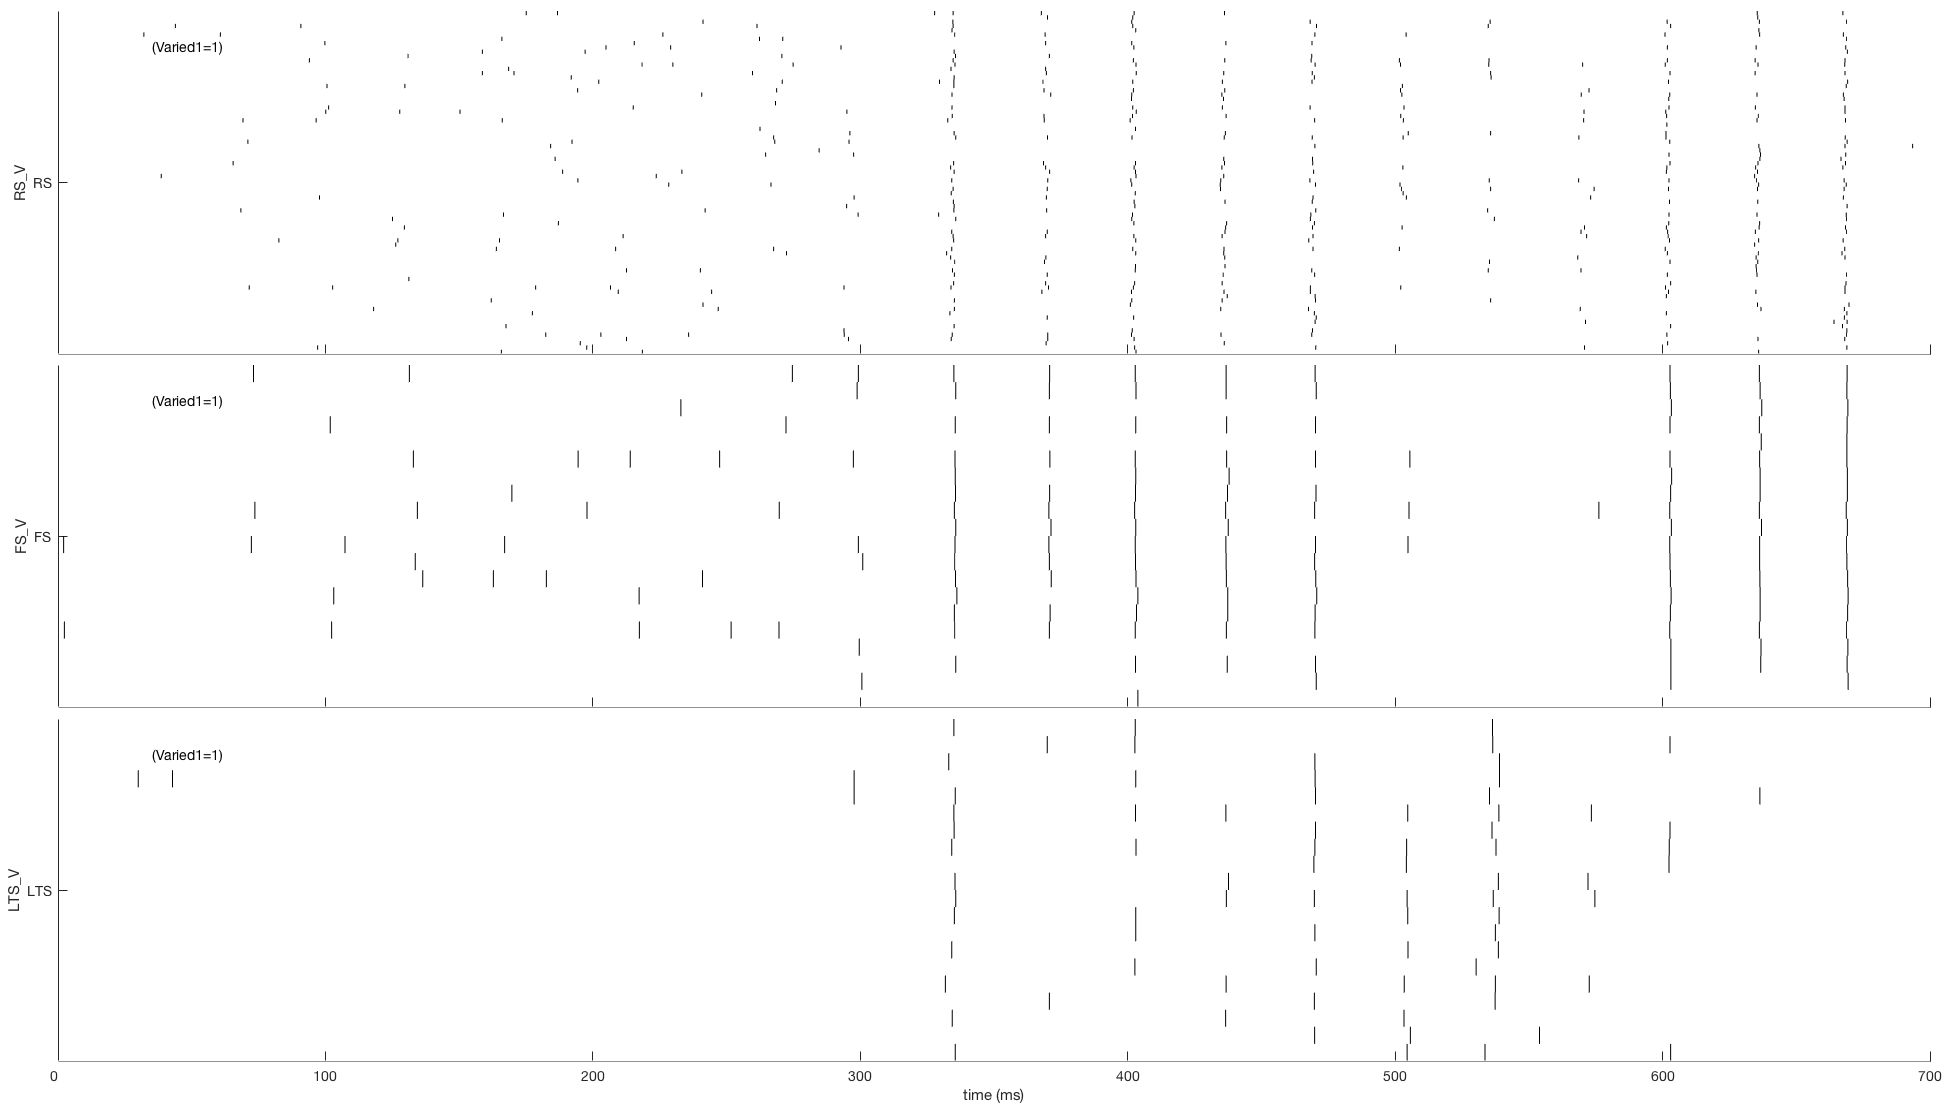 (Varied1=1)
RS_V
RS
(Varied1=1)
FS_V
FS
(Varied1=1)
LTS_V
LTS
0 100 200 300 400 500 600 700
time (ms)